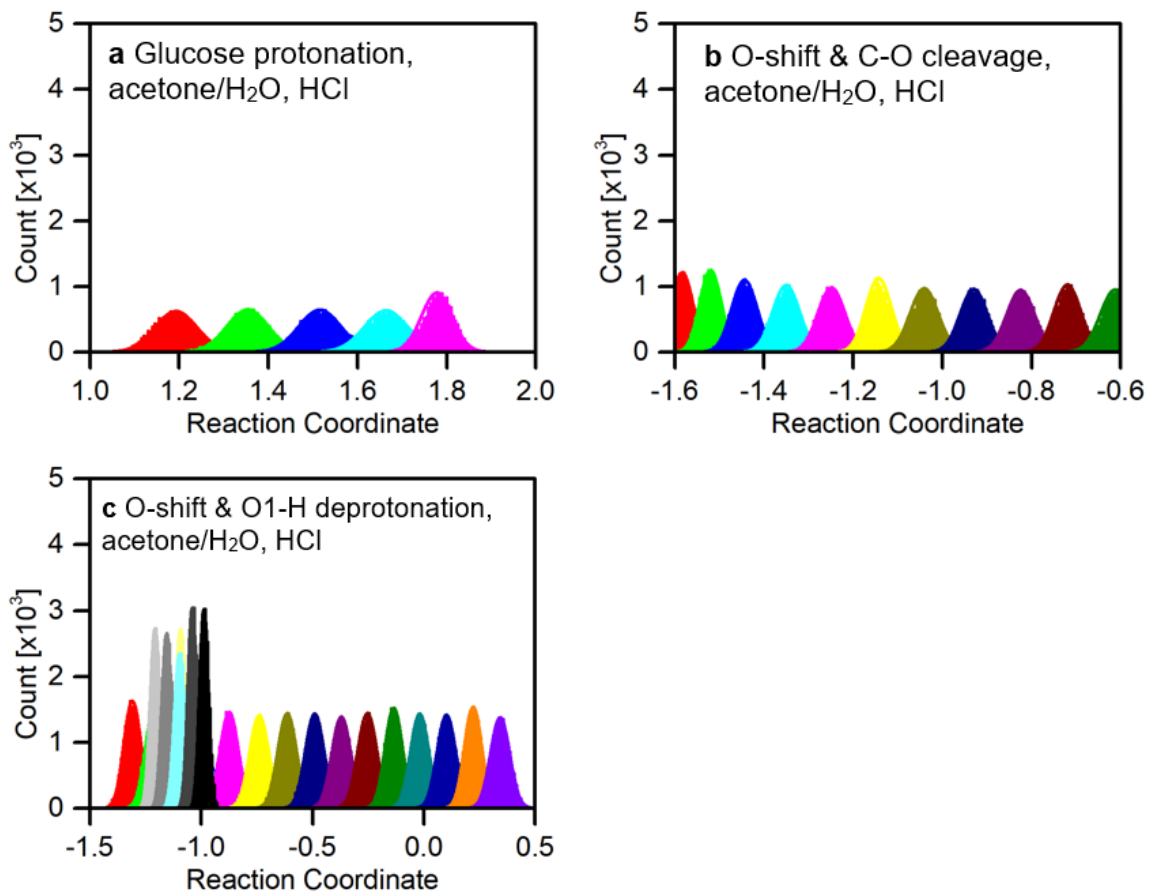 a Glucose protonation,
acetone/H₂O, HCl
Count [x10³]
5
4
3
2
1
0
1.0 1.2 1.4 1.6 1.8 2.0
Reaction Coordinate
b O-shift & C-O cleavage,
acetone/H₂O, HCl
Count [x10³]
5
4
3
2
1
0
-1.6 -1.4 -1.2 -1.0 -0.8 -0.6
Reaction Coordinate
c O-shift & O1-H deprotonation,
acetone/H₂O, HCl
Count [x10³]
5
4
3
2
1
0
-1.5 -1.0 -0.5 0.0 0.5
Reaction Coordinate